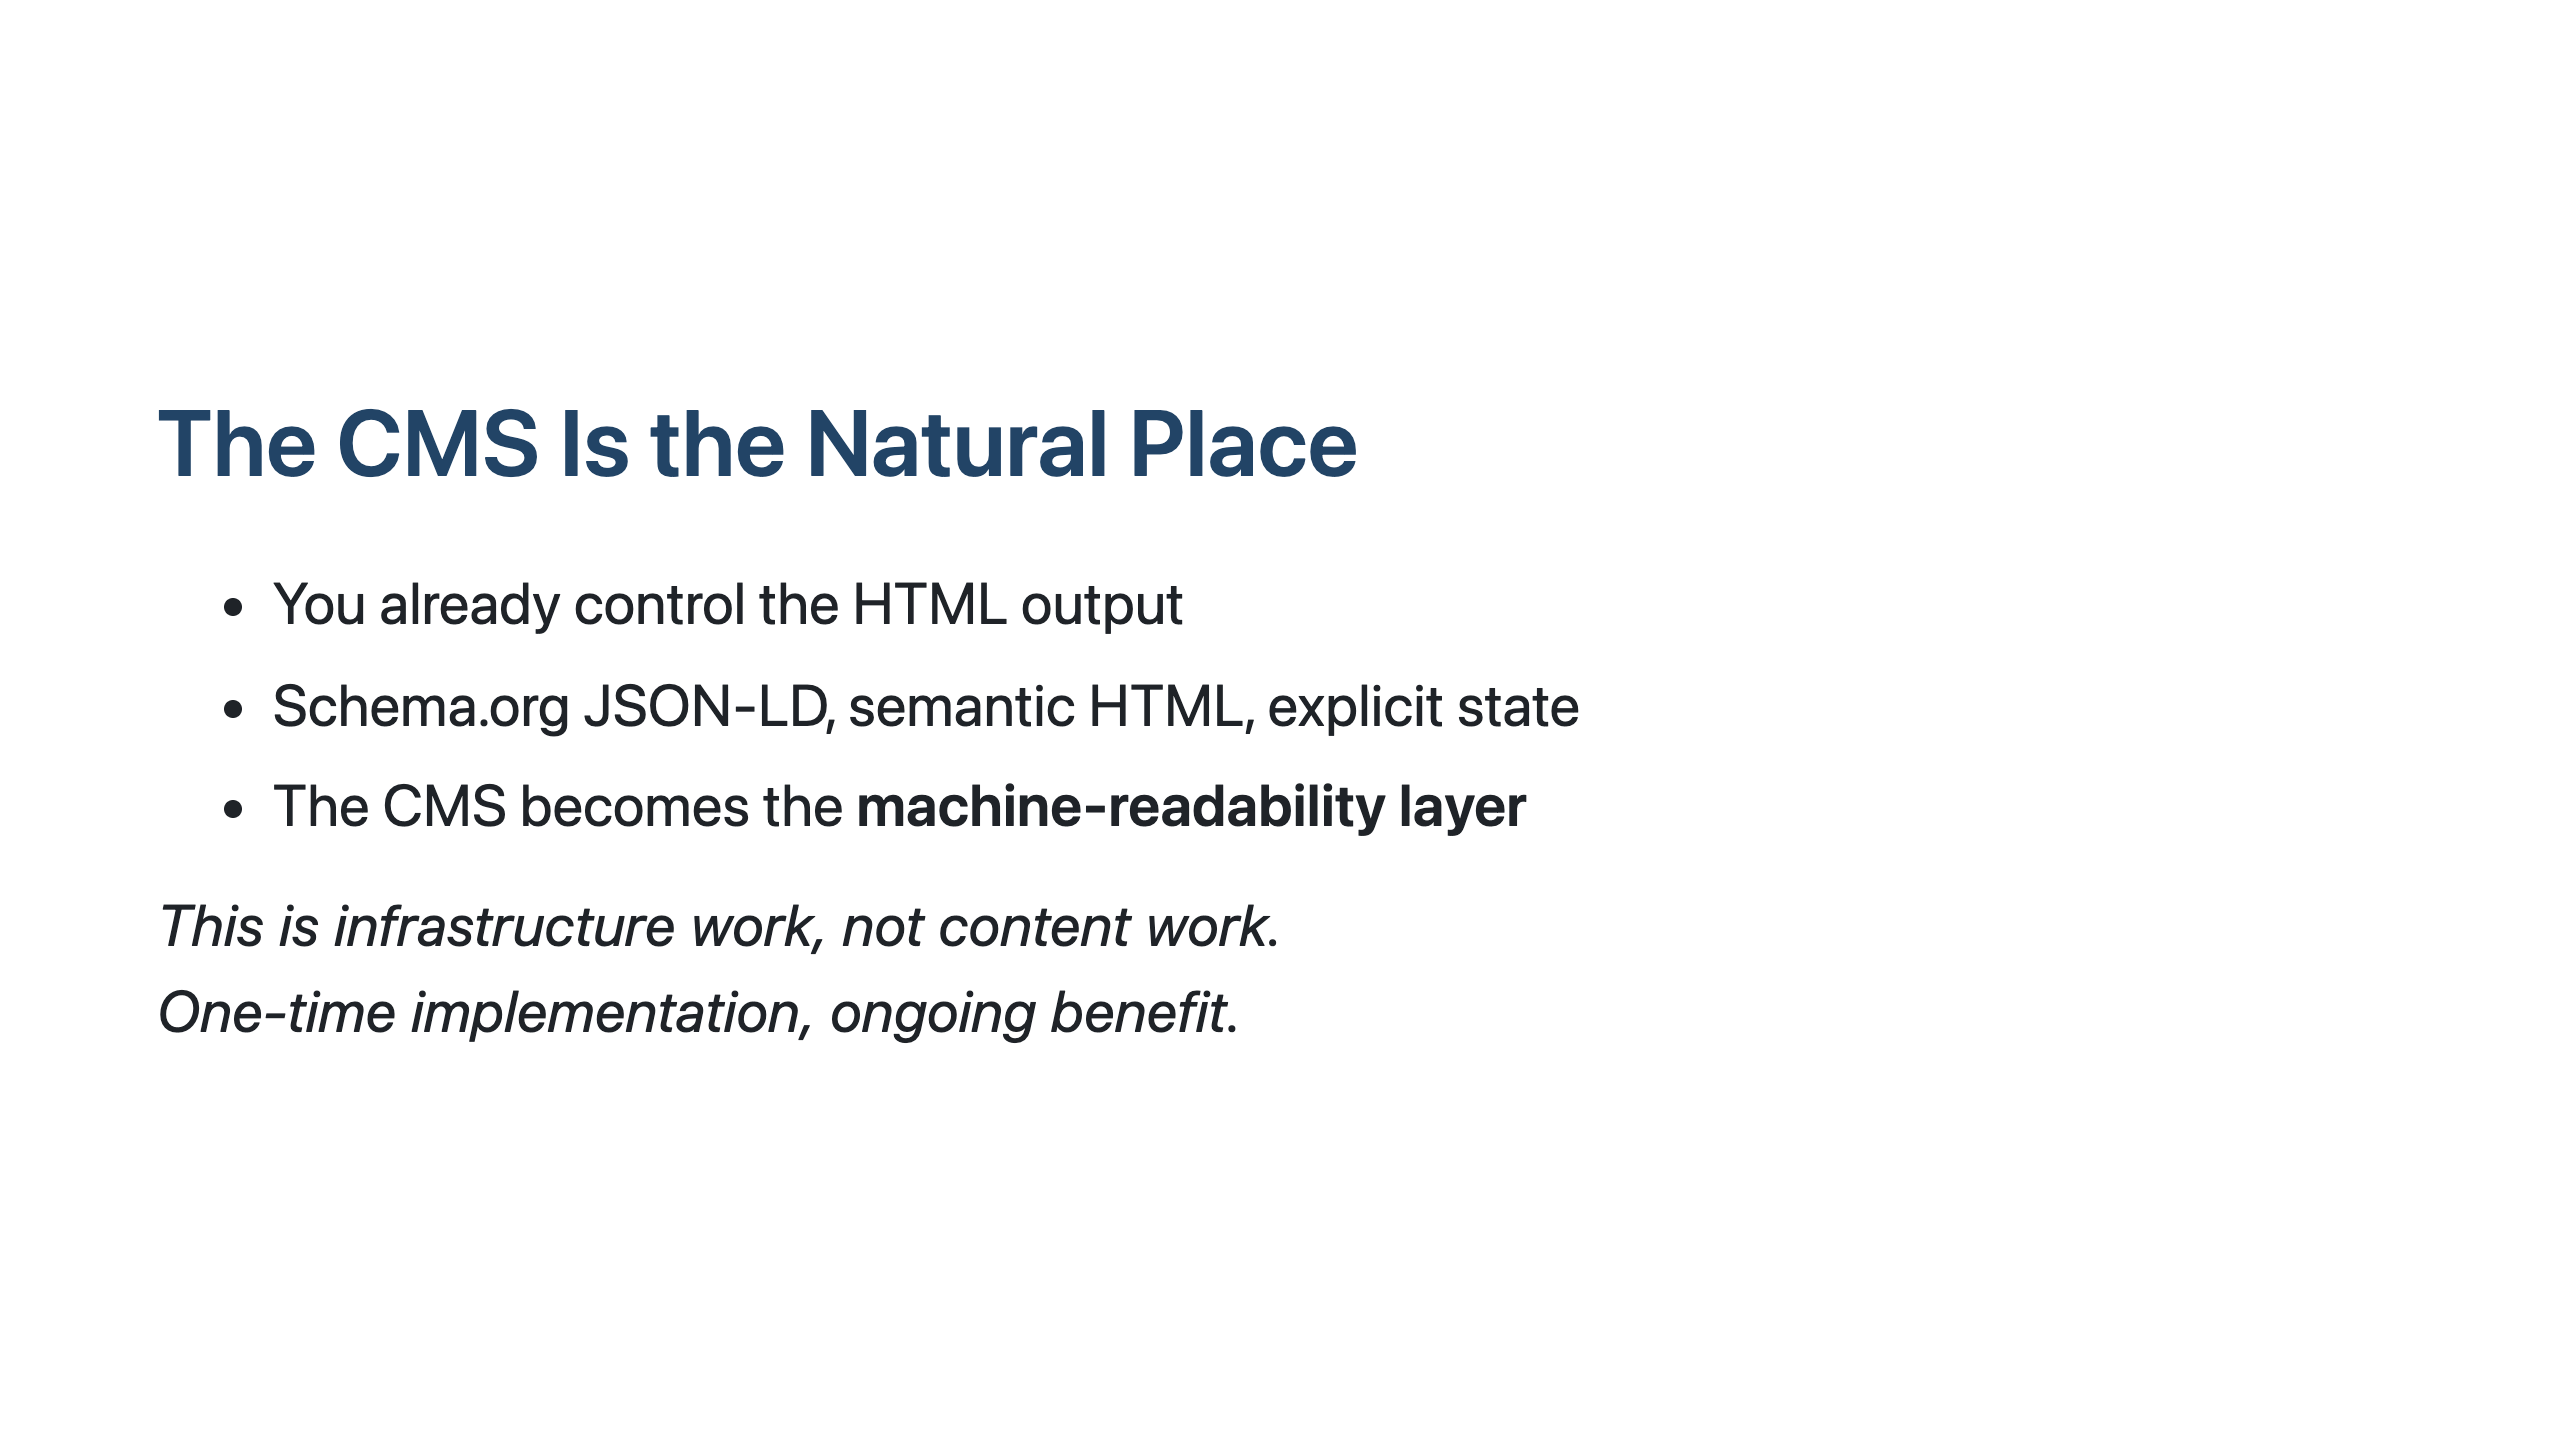 The CMS Is the Natural Place
• You already control the HTML output
• Schema.org JSON-LD, semantic HTML, explicit state
• The CMS becomes the machine-readability layer
This is infrastructure work, not content work.
One-time implementation, ongoing benefit.